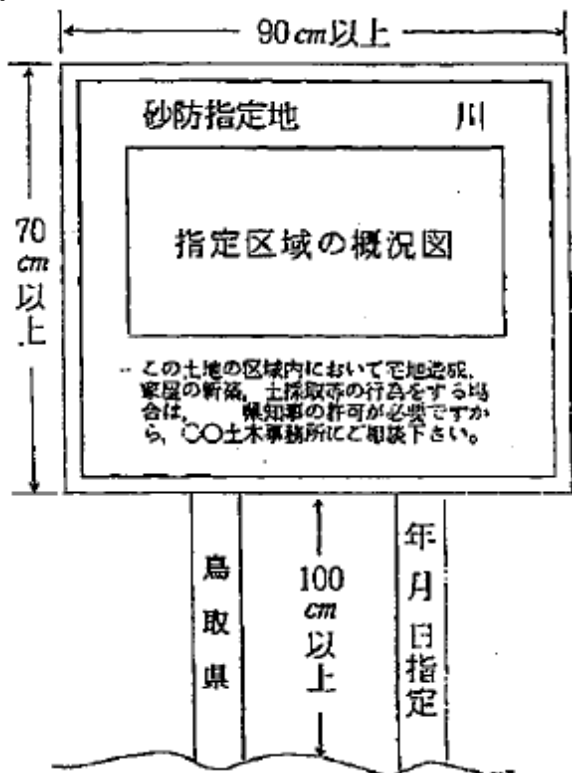 90cm以上
砂防指定地 川
指定区域の概況図
この土地の区域内において宅地造成、
家屋の新築、土採取等の行為をする場
合は、 県知事の許可が必要ですか
ら、〇〇土木事務所にご相談下さい。
70
cm
以
上
鳥取県
100
cm
以
上
年月日指定